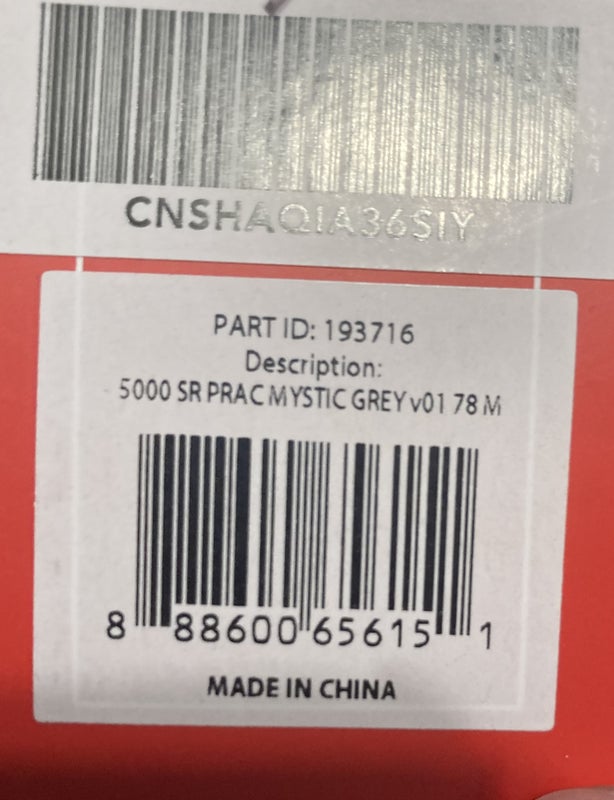 CNSHAQIA36SIY
PART ID: 193716
Description:
5000 SR PRAC MYSTIC GREY v01 78 M
8 88600 65615 1
MADE IN CHINA